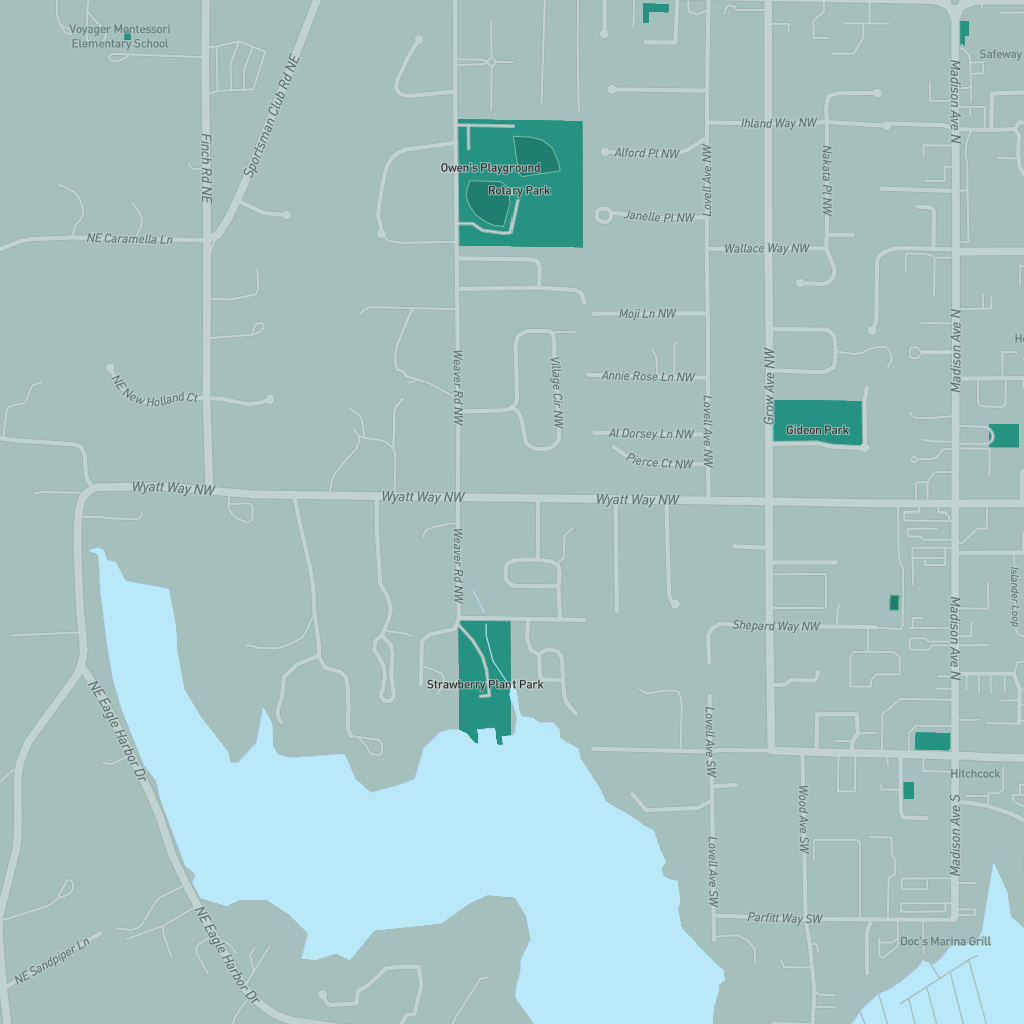 Voyager Montessori
Elementary School
Safeway
Sportsman Club Rd NE
Madison Ave N
Ihland Way NW
Finch Rd NE
Alford Pl NW
Owen's Playground
Rotary Park
Lovell Ave NW
Nakata Pl NW
Janelle Pl NW
NE Caramella Ln
Wallace Way NW
Moji Ln NW
Madison Ave N
Weaver Rd NW
Village Cir NW
Annie Rose Ln NW
Grow Ave NW
NE New Holland Ct
Lovell Ave NW
Al Dorsey Ln NW
Gideon Park
Pierce Ct NW
Wyatt Way NW
Wyatt Way NW
Wyatt Way NW
Weaver Rd NW
Islander Loop
Madison Ave N
Shepard Way NW
Strawberry Plant Park
NE Eagle Harbor Dr
Lovell Ave SW
Hitchcock
Wood Ave SW
Madison Ave S
Lovell Ave SW
Parfitt Way SW
NE Eagle Harbor Dr
NE Sandpiper Ln
Doc's Marina Grill